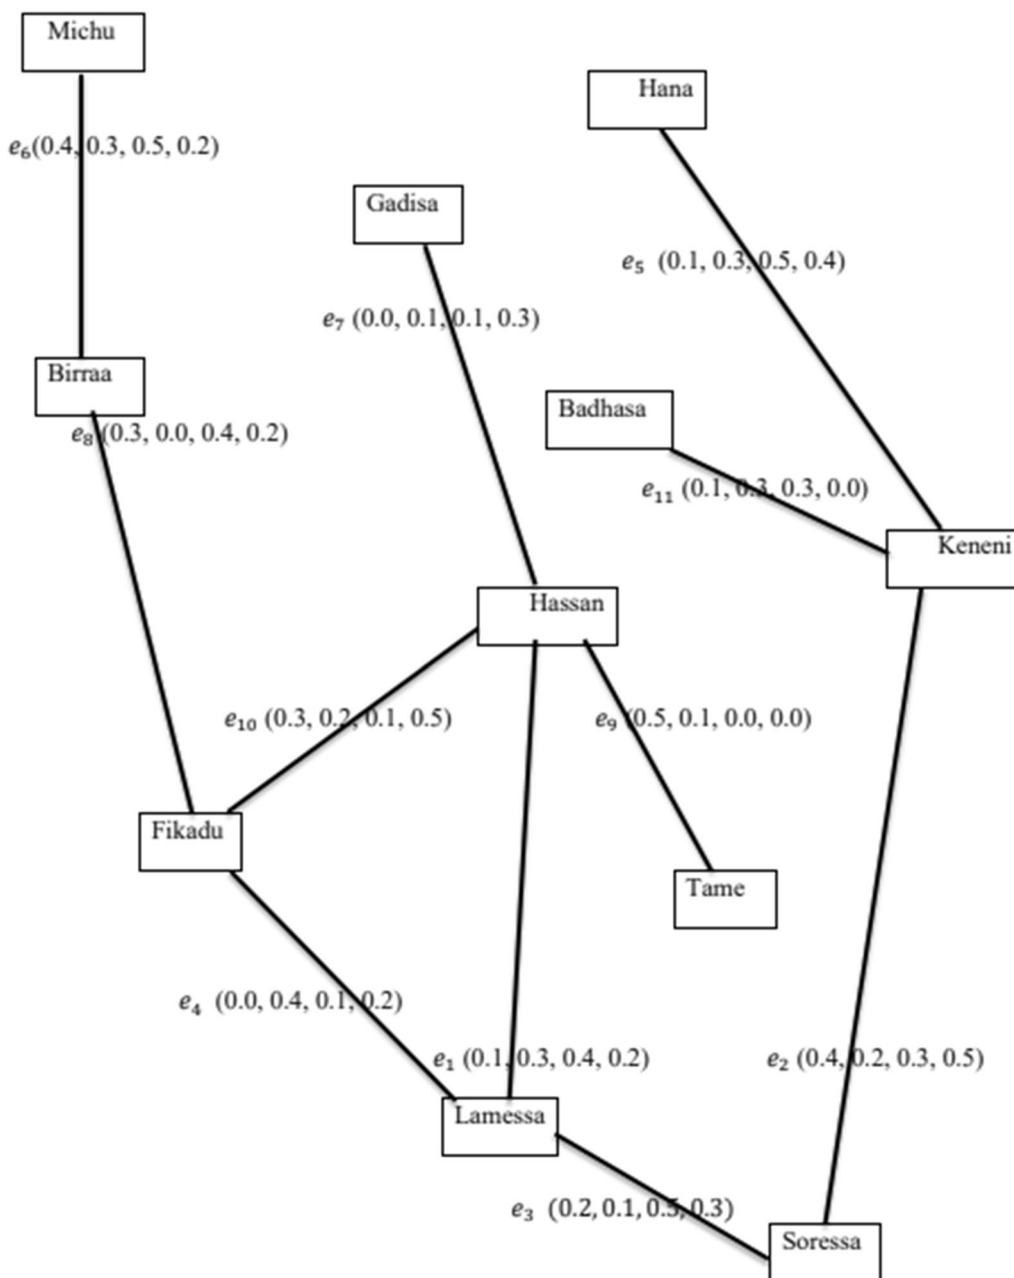 Michu
Hana
e₆(0.4, 0.3, 0.5, 0.2)
Gadisa
e₅ (0.1, 0.3, 0.5, 0.4)
e₇ (0.0, 0.1, 0.1, 0.3)
Birraa
Badhasa
e₈ (0.3, 0.0, 0.4, 0.2)
e₁₁ (0.1, 0.3, 0.3, 0.0)
Keneni
Hassan
e₁₀ (0.3, 0.2, 0.1, 0.5)
e₉ (0.5, 0.1, 0.0, 0.0)
Fikadu
Tame
e₄ (0.0, 0.4, 0.1, 0.2)
e₁ (0.1, 0.3, 0.4, 0.2)
e₂ (0.4, 0.2, 0.3, 0.5)
Lamessa
e₃ (0.2, 0.1, 0.5, 0.3)
Soressa